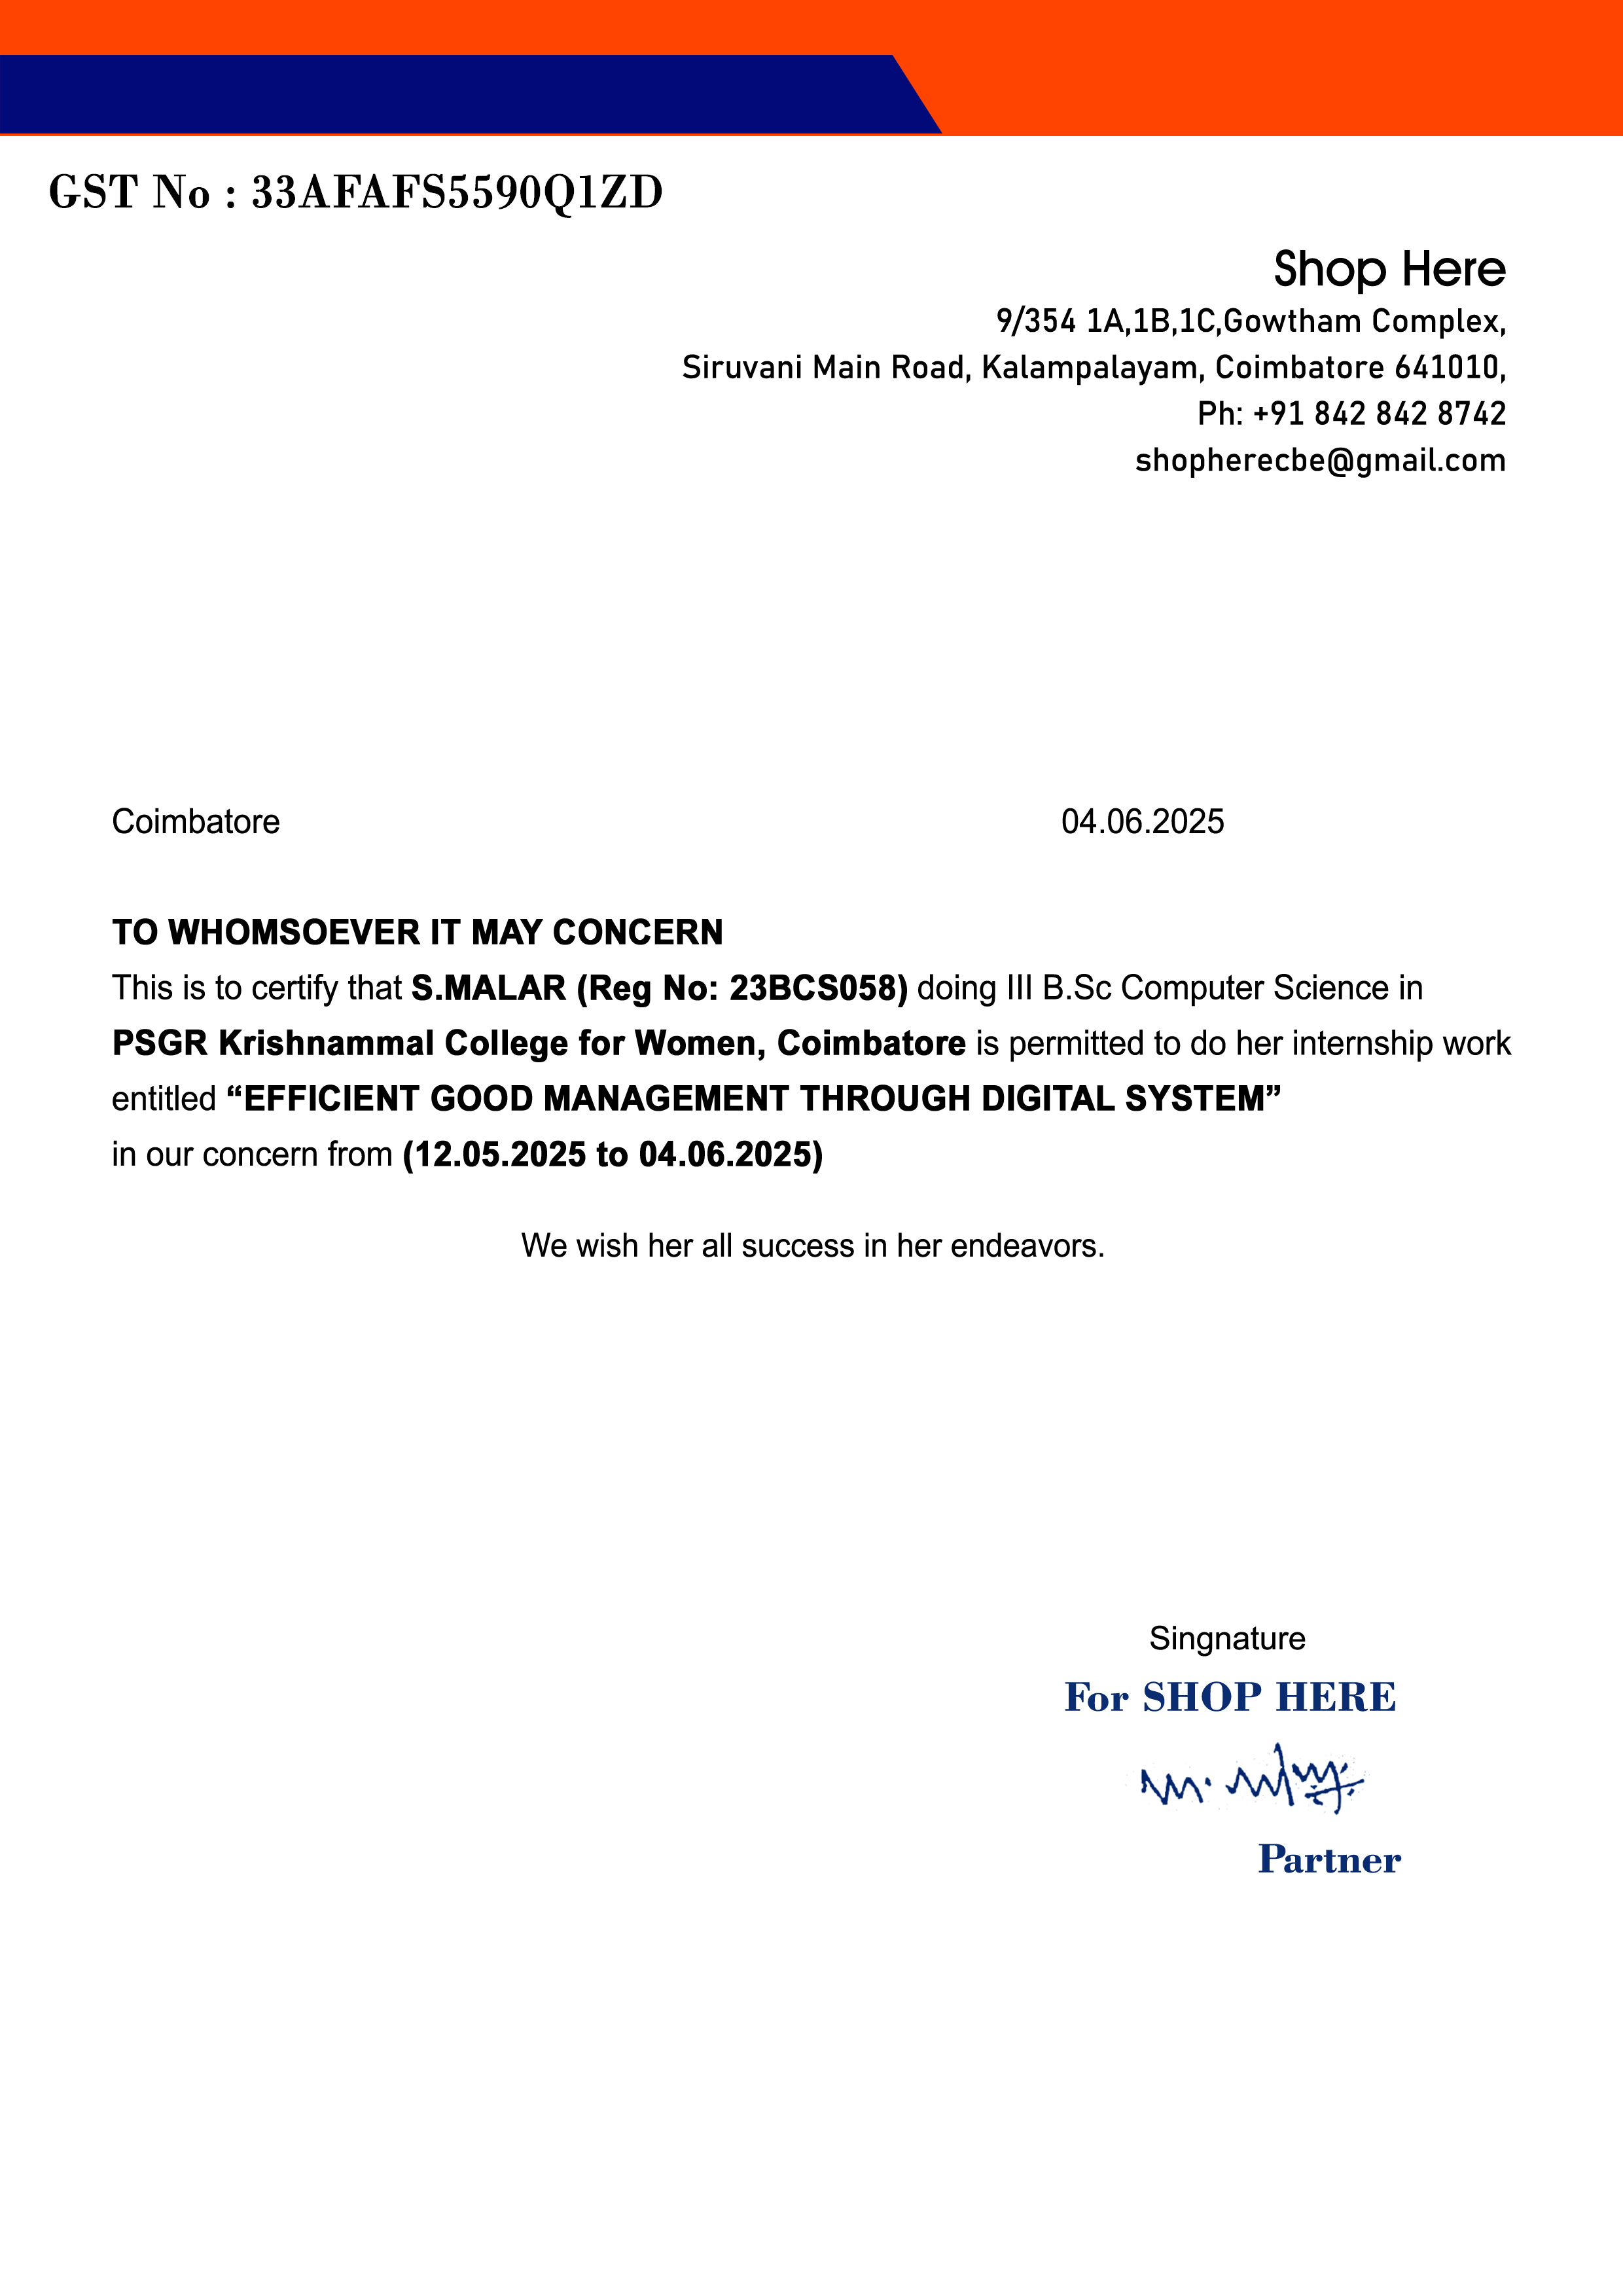 GST No : 33AFAFS5590Q1ZD
Shop Here
9/354 1A,1B,1C,Gowtham Complex,
Siruvani Main Road, Kalampalayam, Coimbatore 641010,
Ph: +91 842 842 8742
shopherecbe@gmail.com
Coimbatore 04.06.2025
TO WHOMSOEVER IT MAY CONCERN
This is to certify that S.MALAR (Reg No: 23BCS058) doing III B.Sc Computer Science in
PSGR Krishnammal College for Women, Coimbatore is permitted to do her internship work
entitled “EFFICIENT GOOD MANAGEMENT THROUGH DIGITAL SYSTEM”
in our concern from (12.05.2025 to 04.06.2025)
We wish her all success in her endeavors.
Singnature
For SHOP HERE
Partner